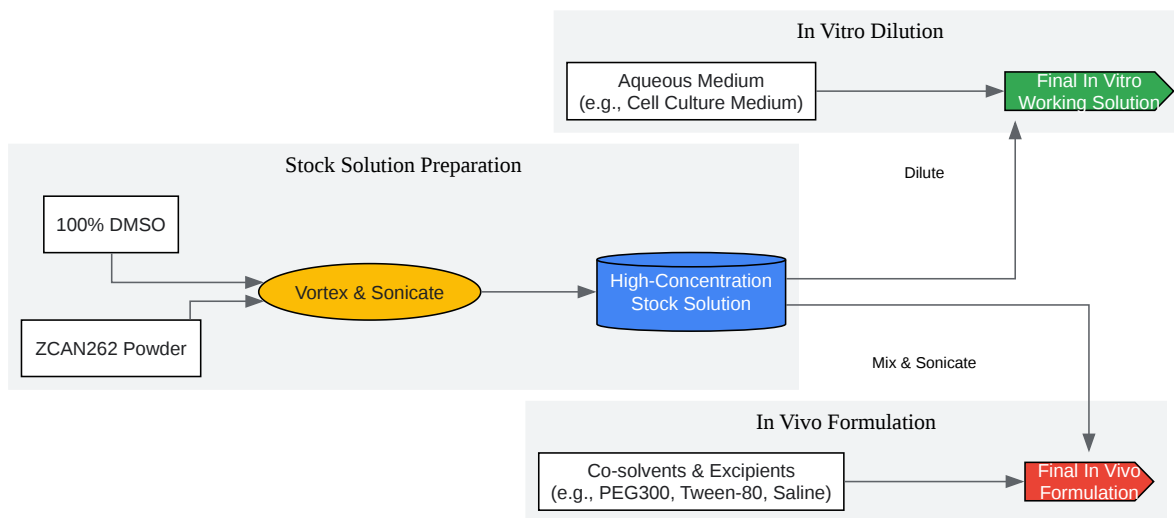 In Vitro Dilution
Aqueous Medium
(e.g., Cell Culture Medium)
Final In Vitro
Working Solution
Dilute
Stock Solution Preparation
100% DMSO
Vortex & Sonicate
High-Concentration
Stock Solution
ZCAN262 Powder
Mix & Sonicate
In Vivo Formulation
Co-solvents & Excipients
(e.g., PEG300, Tween-80, Saline)
Final In Vivo
Formulation